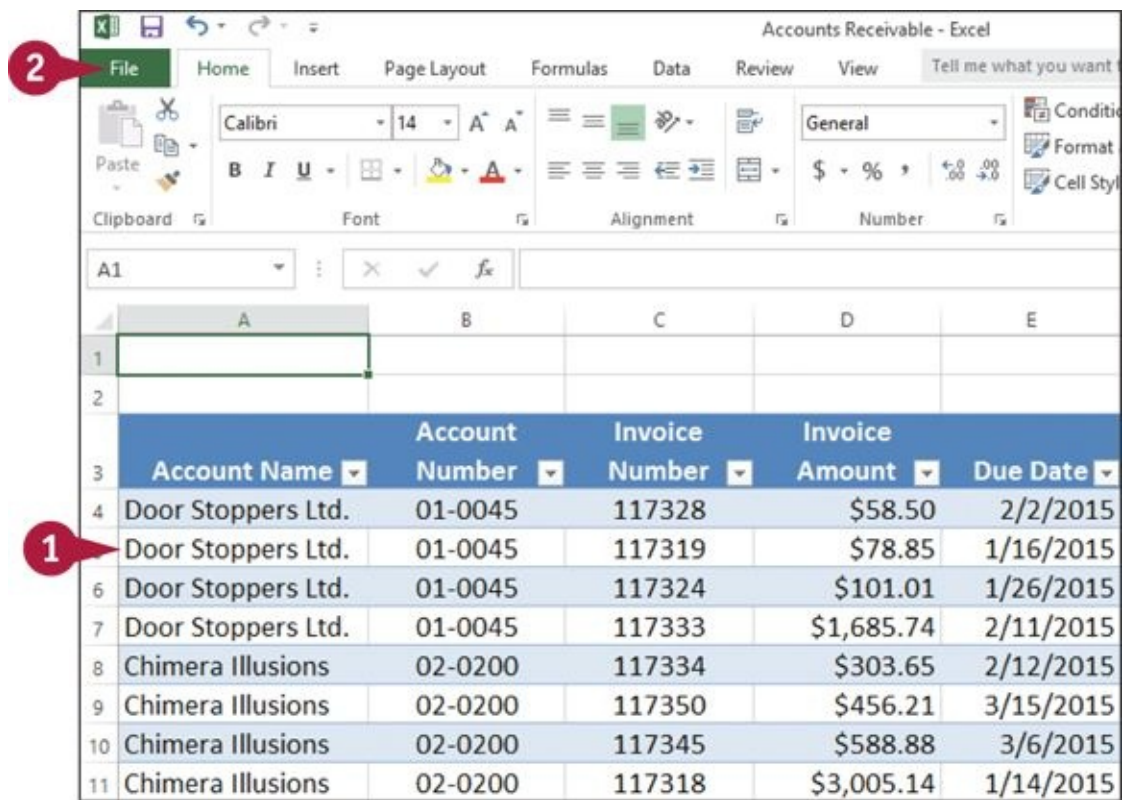 Accounts Receivable - Excel
2
File Home Insert Page Layout Formulas Data Review View Tell me what you want
Calibri 14 A A General Conditio
Paste B I U A $ % , .00 Format
Cell Styl
Clipboard Font Alignment Number
A1 fx
A B C D E
1
2
Account Invoice Invoice
3 Account Name Number Number Amount Due Date
4 Door Stoppers Ltd. 01-0045 117328 $58.50 2/2/2015
1 Door Stoppers Ltd. 01-0045 117319 $78.85 1/16/2015
6 Door Stoppers Ltd. 01-0045 117324 $101.01 1/26/2015
7 Door Stoppers Ltd. 01-0045 117333 $1,685.74 2/11/2015
8 Chimera Illusions 02-0200 117334 $303.65 2/12/2015
9 Chimera Illusions 02-0200 117350 $456.21 3/15/2015
10 Chimera Illusions 02-0200 117345 $588.88 3/6/2015
11 Chimera Illusions 02-0200 117318 $3,005.14 1/14/2015